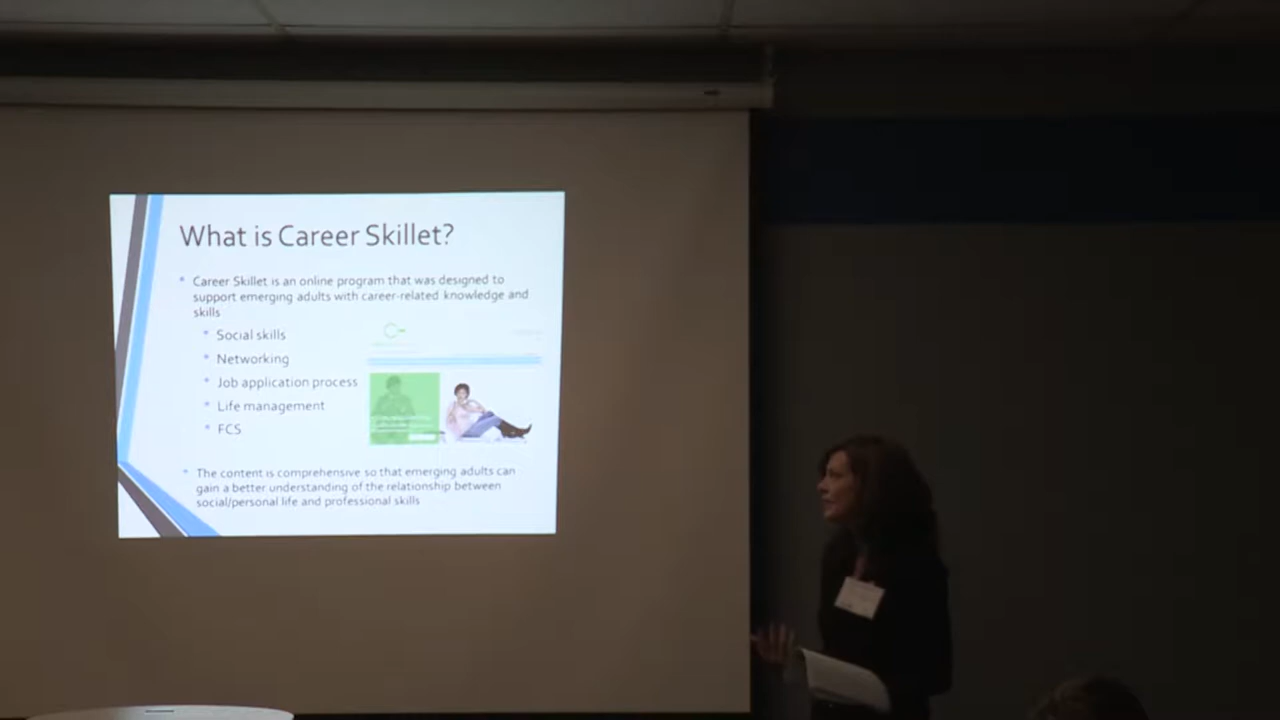 What is Career Skillet?
Career Skillet is an online program that was designed to
support emerging adults with career-related knowledge and
skills
Social skills
Networking
Job application process
Life management
FCS
The content is comprehensive so that emerging adults can
gain a better understanding of the relationship between
social/personal life and professional skills